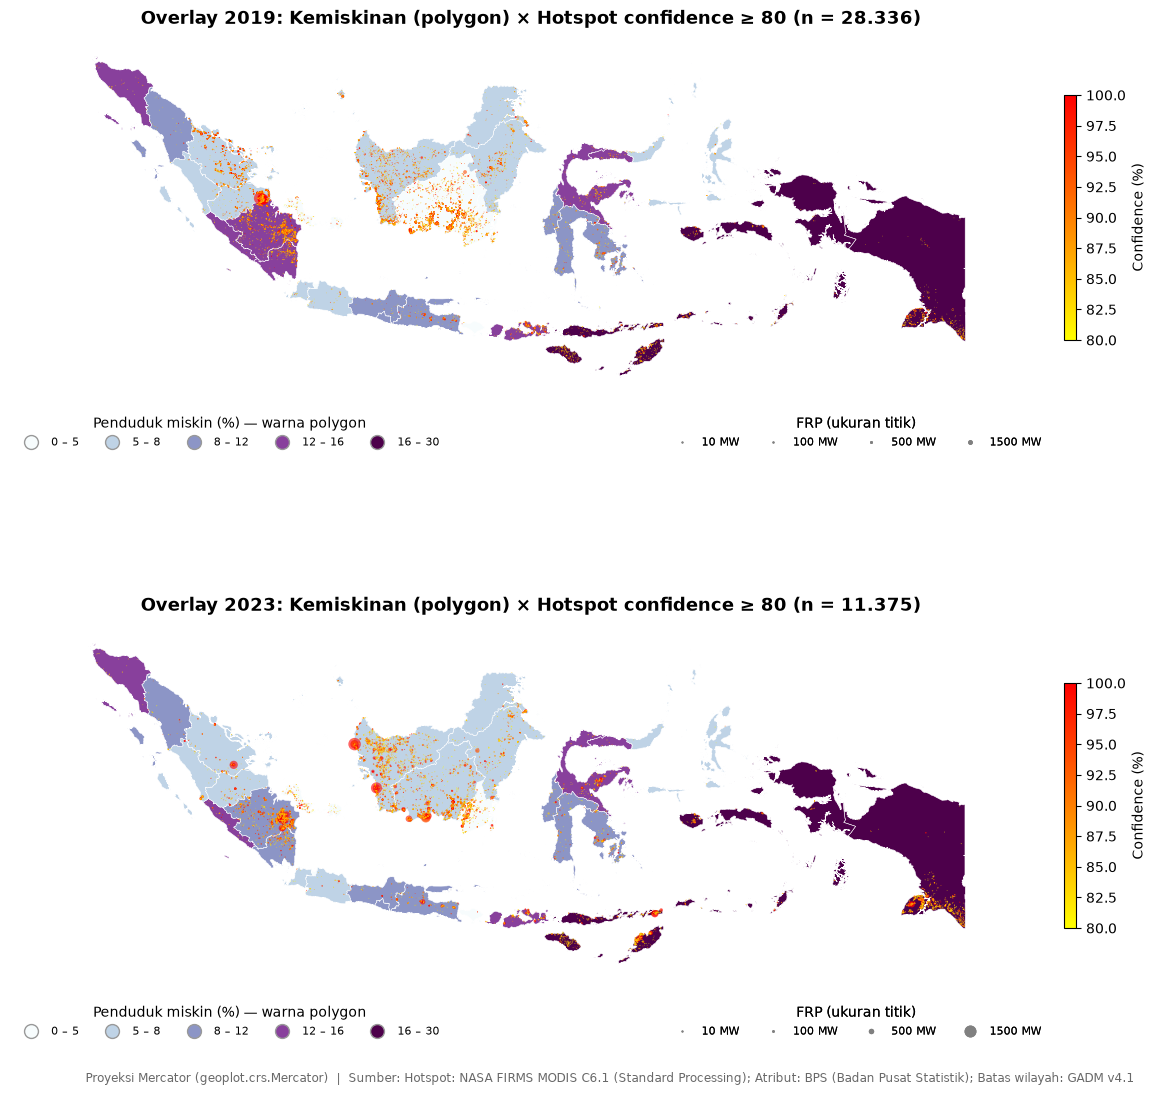 Overlay 2019: Kemiskinan (polygon) × Hotspot confidence ≥ 80 (n = 28.336)
100.0
97.5
95.0
92.5
90.0
87.5
85.0
82.5
80.0
Confidence (%)
Penduduk miskin (%) — warna polygon
0 – 5 5 – 8 8 – 12 12 – 16 16 – 30
FRP (ukuran titik)
10 MW 100 MW 500 MW 1500 MW
Overlay 2023: Kemiskinan (polygon) × Hotspot confidence ≥ 80 (n = 11.375)
100.0
97.5
95.0
92.5
90.0
87.5
85.0
82.5
80.0
Confidence (%)
Penduduk miskin (%) — warna polygon
0 – 5 5 – 8 8 – 12 12 – 16 16 – 30
FRP (ukuran titik)
10 MW 100 MW 500 MW 1500 MW
Proyeksi Mercator (geoplot.crs.Mercator) | Sumber: Hotspot: NASA FIRMS MODIS C6.1 (Standard Processing); Atribut: BPS (Badan Pusat Statistik); Batas wilayah: GADM v4.1